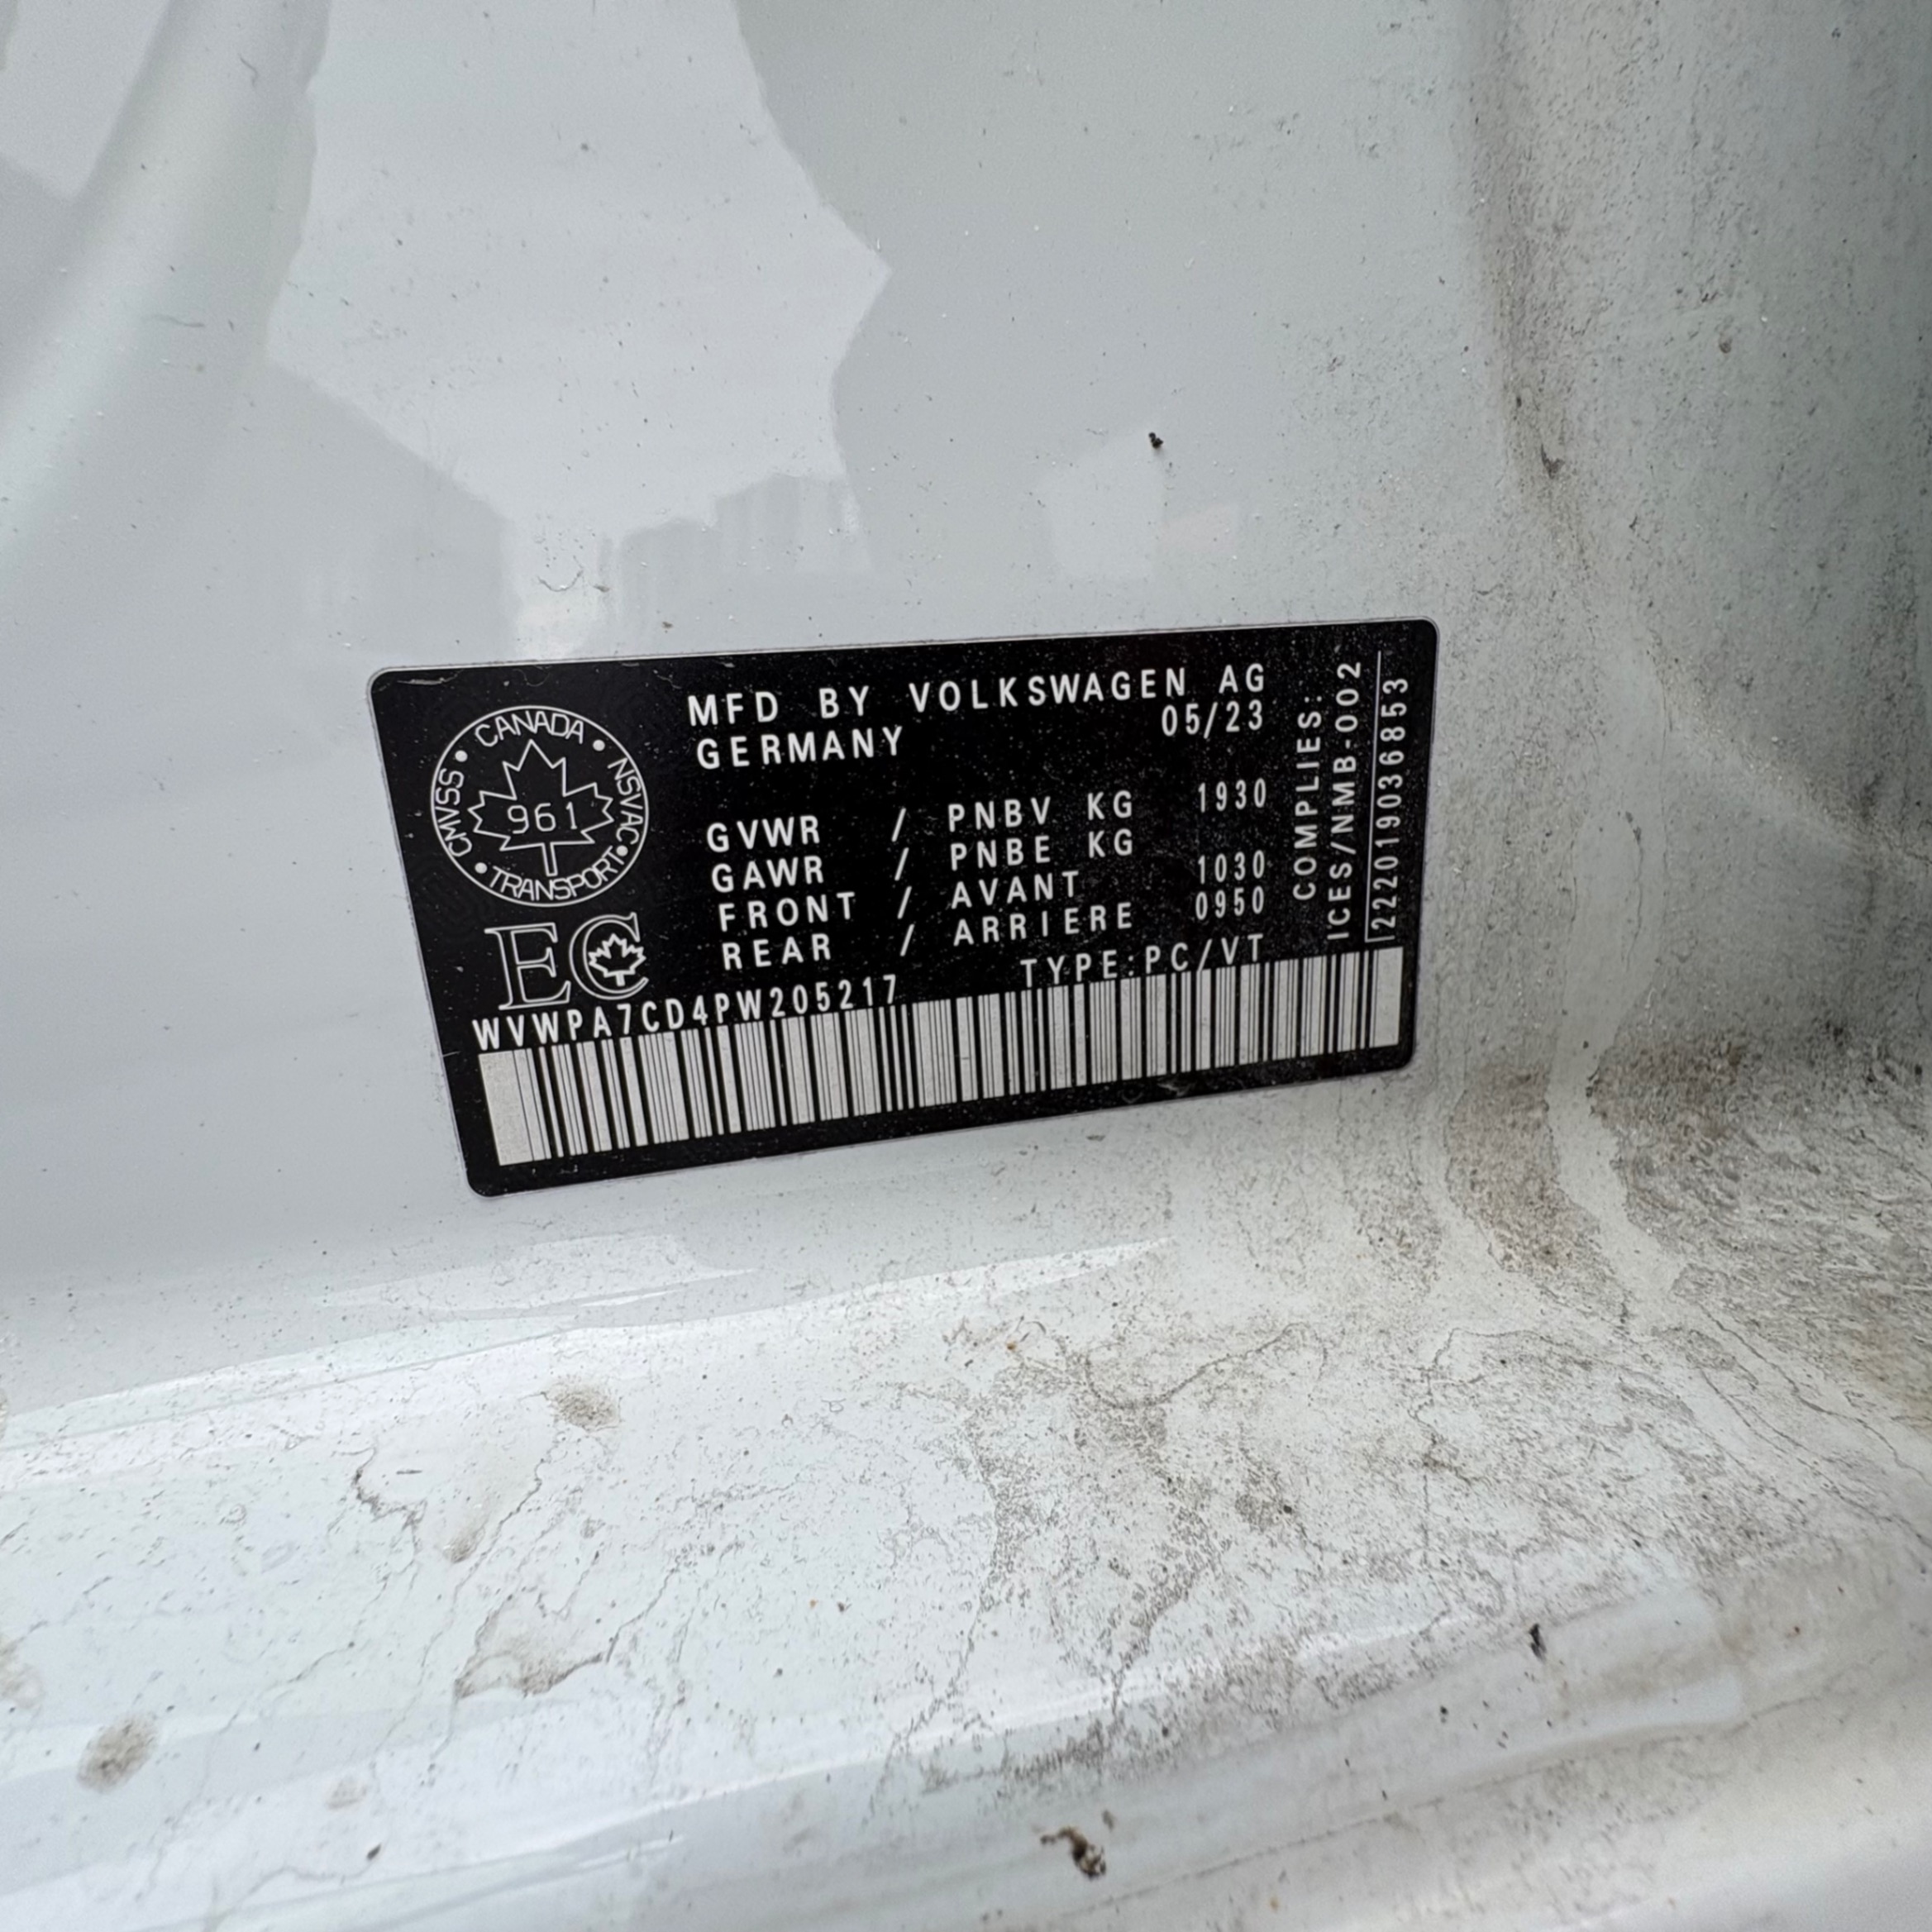 CANADA
CMVSS
NSVAC
961
TRANSPORT
EC
MFD BY VOLKSWAGEN AG
GERMANY 05/23
GVWR / PNBV KG 1930
GAWR / PNBE KG
FRONT / AVANT 1030
REAR / ARRIERE 0950
TYPE:PC/VT
WVWPA7CD4PW205217
COMPLIES:
ICES/NMB-002
222019036853